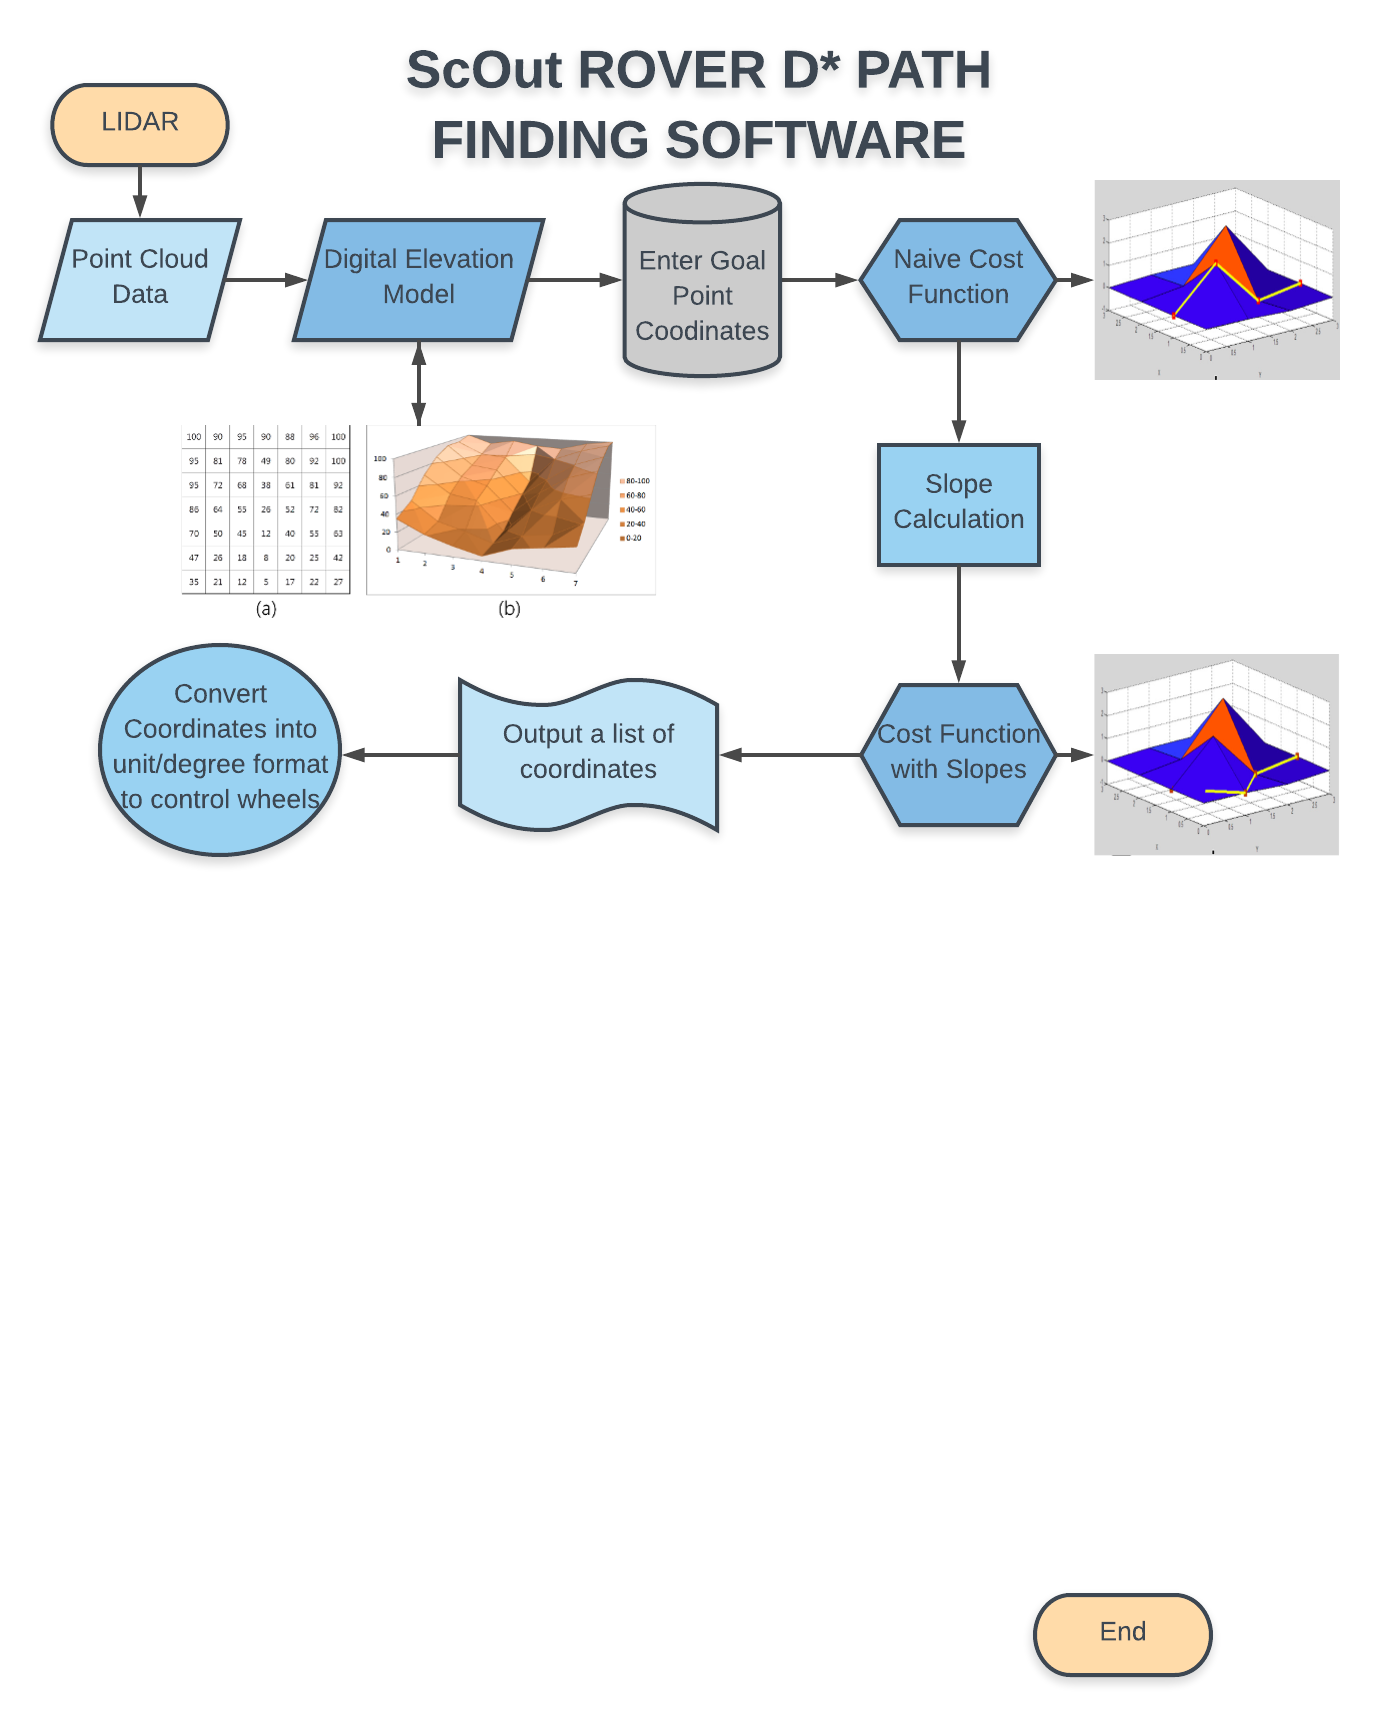 ScOut ROVER D* PATH
FINDING SOFTWARE
LIDAR
Point Cloud
Data
Digital Elevation
Model
Enter Goal
Point
Coodinates
Naive Cost
Function
Slope
Calculation
100 90 95 90 88 96 100
95 81 78 49 80 92 100
95 72 68 38 61 81 92
86 64 55 26 52 72 82
70 50 45 12 40 55 63
47 26 18 8 20 25 42
35 21 12 5 17 22 27
(a)
100
80
60
40
20
0
1 2 3 4 5 6 7
80-100
60-80
40-60
20-40
0-20
(b)
Cost Function
with Slopes
Output a list of
coordinates
Convert
Coordinates into
unit/degree format
to control wheels
End